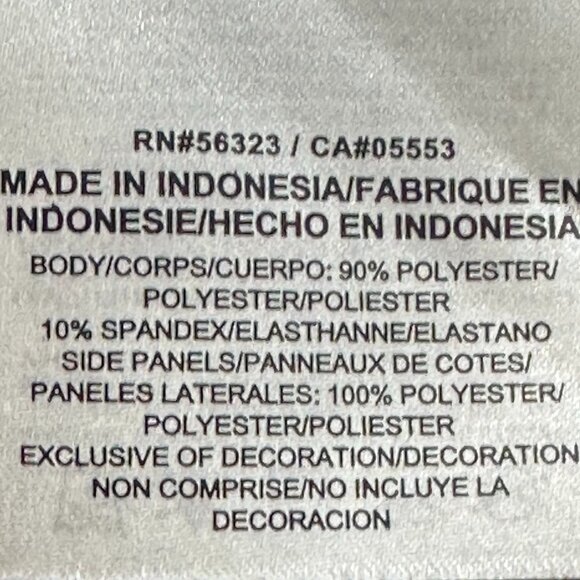 RN#56323 / CA#05553
MADE IN INDONESIA/FABRIQUE EN
INDONESIE/HECHO EN INDONESIA
BODY/CORPS/CUERPO: 90% POLYESTER/
POLYESTER/POLIESTER
10% SPANDEX/ELASTHANNE/ELASTANO
SIDE PANELS/PANNEAUX DE COTES/
PANELES LATERALES: 100% POLYESTER/
POLYESTER/POLIESTER
EXCLUSIVE OF DECORATION/DECORATION
NON COMPRISE/NO INCLUYE LA
DECORACION